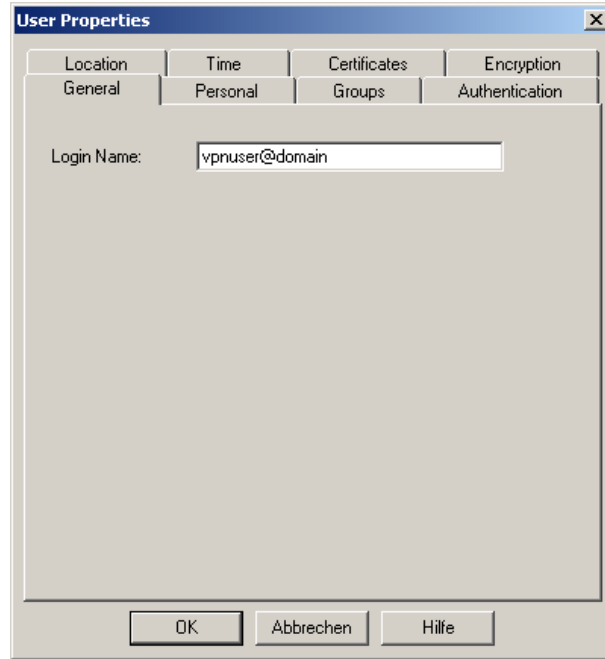 User Properties
Location Time Certificates Encryption
General Personal Groups Authentication
Login Name: vpnuser@domain
OK Abbrechen Hilfe